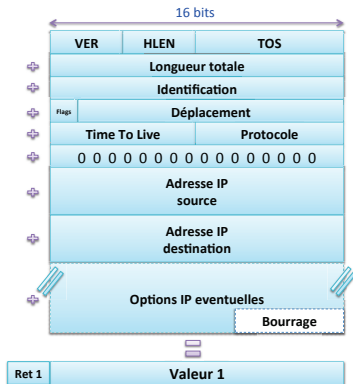 16 bits
VER HLEN TOS
Longueur totale
Identification
Flags Déplacement
Time To Live Protocole
0 0 0 0 0 0 0 0 0 0 0 0 0 0 0 0
Adresse IP
source
Adresse IP
destination
Options IP eventuelles
Bourrage
=
Ret 1 Valeur 1